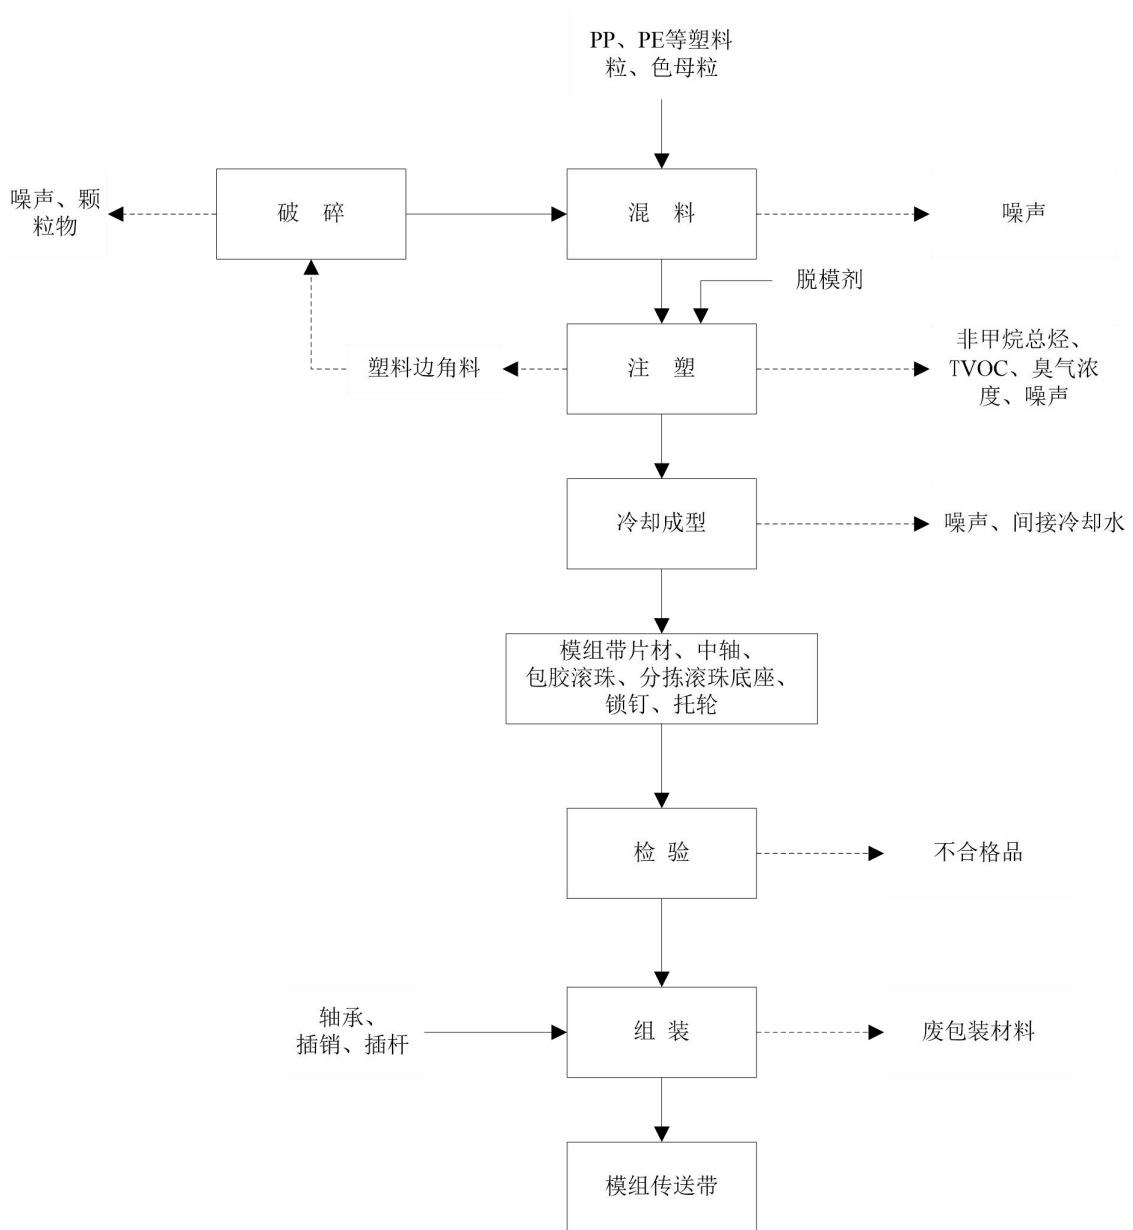 PP、PE等塑料
粒、色母粒
噪声、颗
粒物
破 碎
混 料
噪声
脱模剂
塑料边角料
注 塑
非甲烷总烃、
TVOC、臭气浓
度、噪声
冷却成型
噪声、间接冷却水
模组带片材、中轴、
包胶滚珠、分拣滚珠底座、
锁钉、托轮
检 验
不合格品
轴承、
插销、插杆
组 装
废包装材料
模组传送带